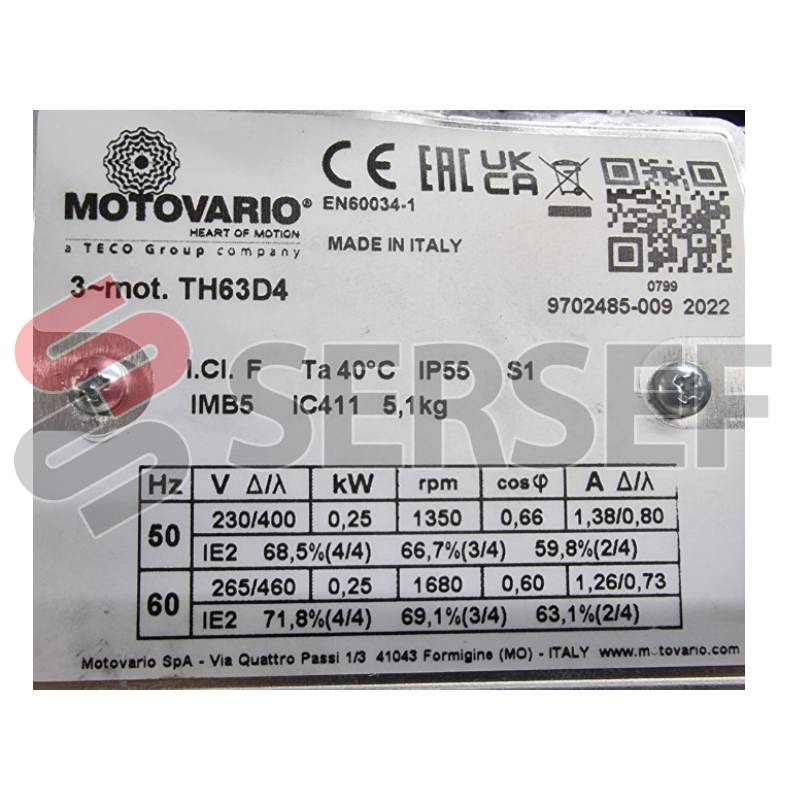 MOTOVARIO®
HEART OF MOTION
a TECO Group company
CE EAC UK CA
EN60034-1
MADE IN ITALY
0799
9702485-009 2022
3~mot. TH63D4
I.Cl. F Ta 40°C IP55 S1
IMB5 IC411 5,1kg
SERSEF
Hz V Δ/λ kW rpm cosφ A Δ/λ
50 230/400 0,25 1350 0,66 1,38/0,80
IE2 68,5%(4/4) 66,7%(3/4) 59,8%(2/4)
60 265/460 0,25 1680 0,60 1,26/0,73
IE2 71,8%(4/4) 69,1%(3/4) 63,1%(2/4)
Motovario SpA - Via Quattro Passi 1/3 41043 Formigine (MO) - ITALY www.motovario.com